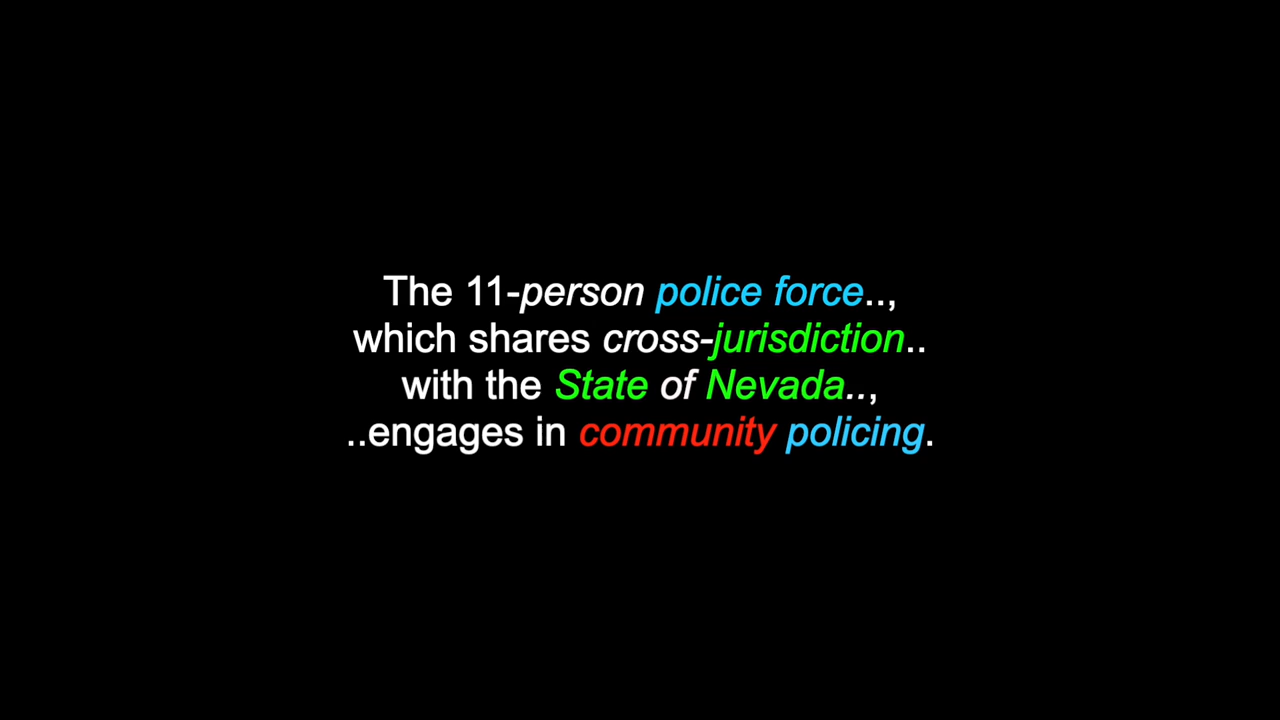 The 11-person police force..,
which shares cross-jurisdiction..
with the State of Nevada..,
..engages in community policing.